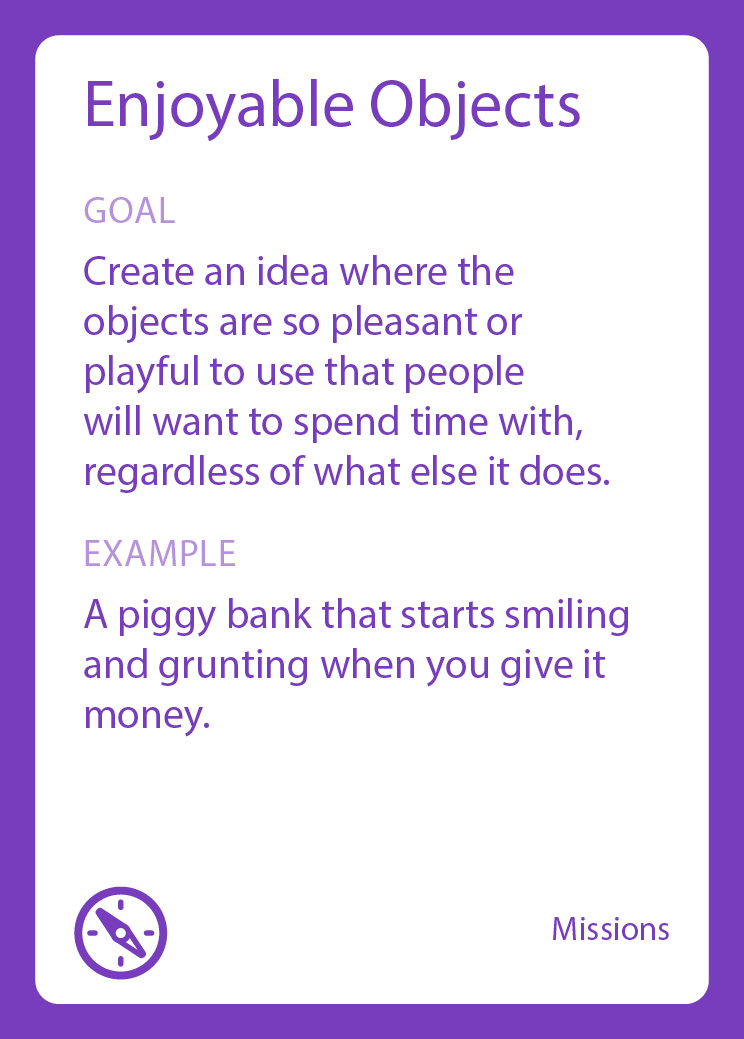 Enjoyable Objects
GOAL
Create an idea where the
objects are so pleasant or
playful to use that people
will want to spend time with,
regardless of what else it does.
EXAMPLE
A piggy bank that starts smiling
and grunting when you give it
money.
Missions